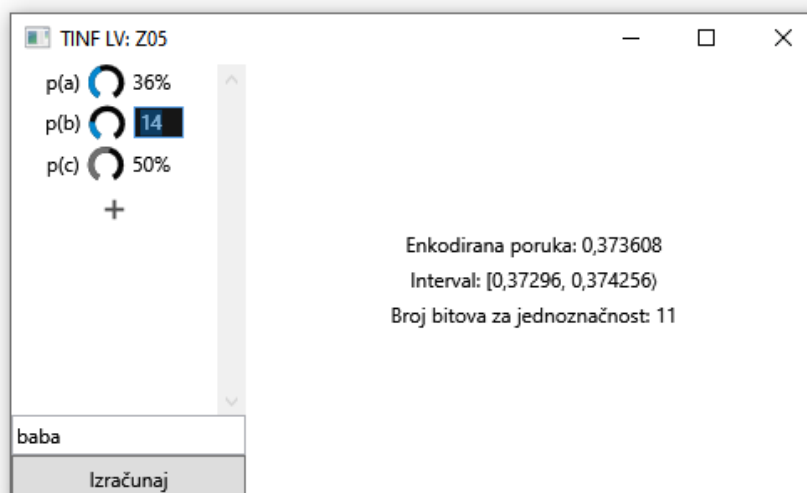 TINF LV: Z05
p(a) 36%
p(b) 14
p(c) 50%
+
Enkodirana poruka: 0,373608
Interval: [0,37296, 0,374256)
Broj bitova za jednoznačnost: 11
baba
Izračunaj